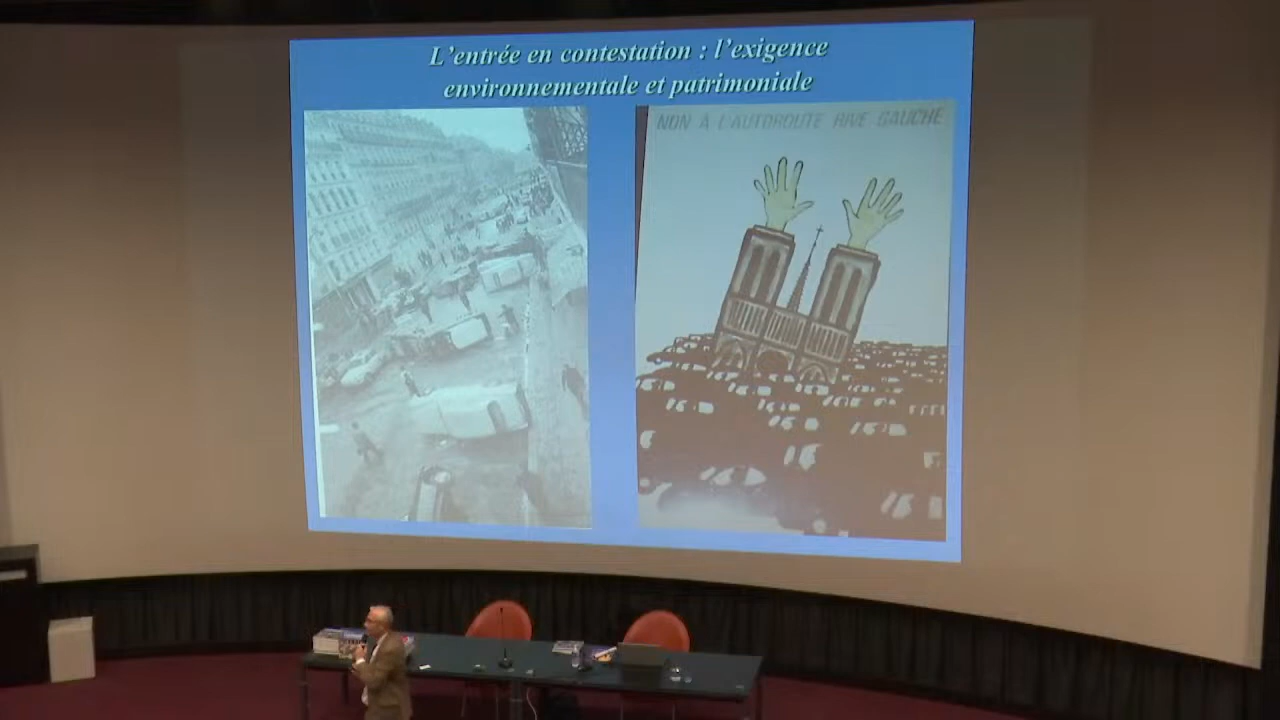 L'entrée en contestation : l'exigence
environnementale et patrimoniale
NON À L'AUTOROUTE RIVE GAUCHE